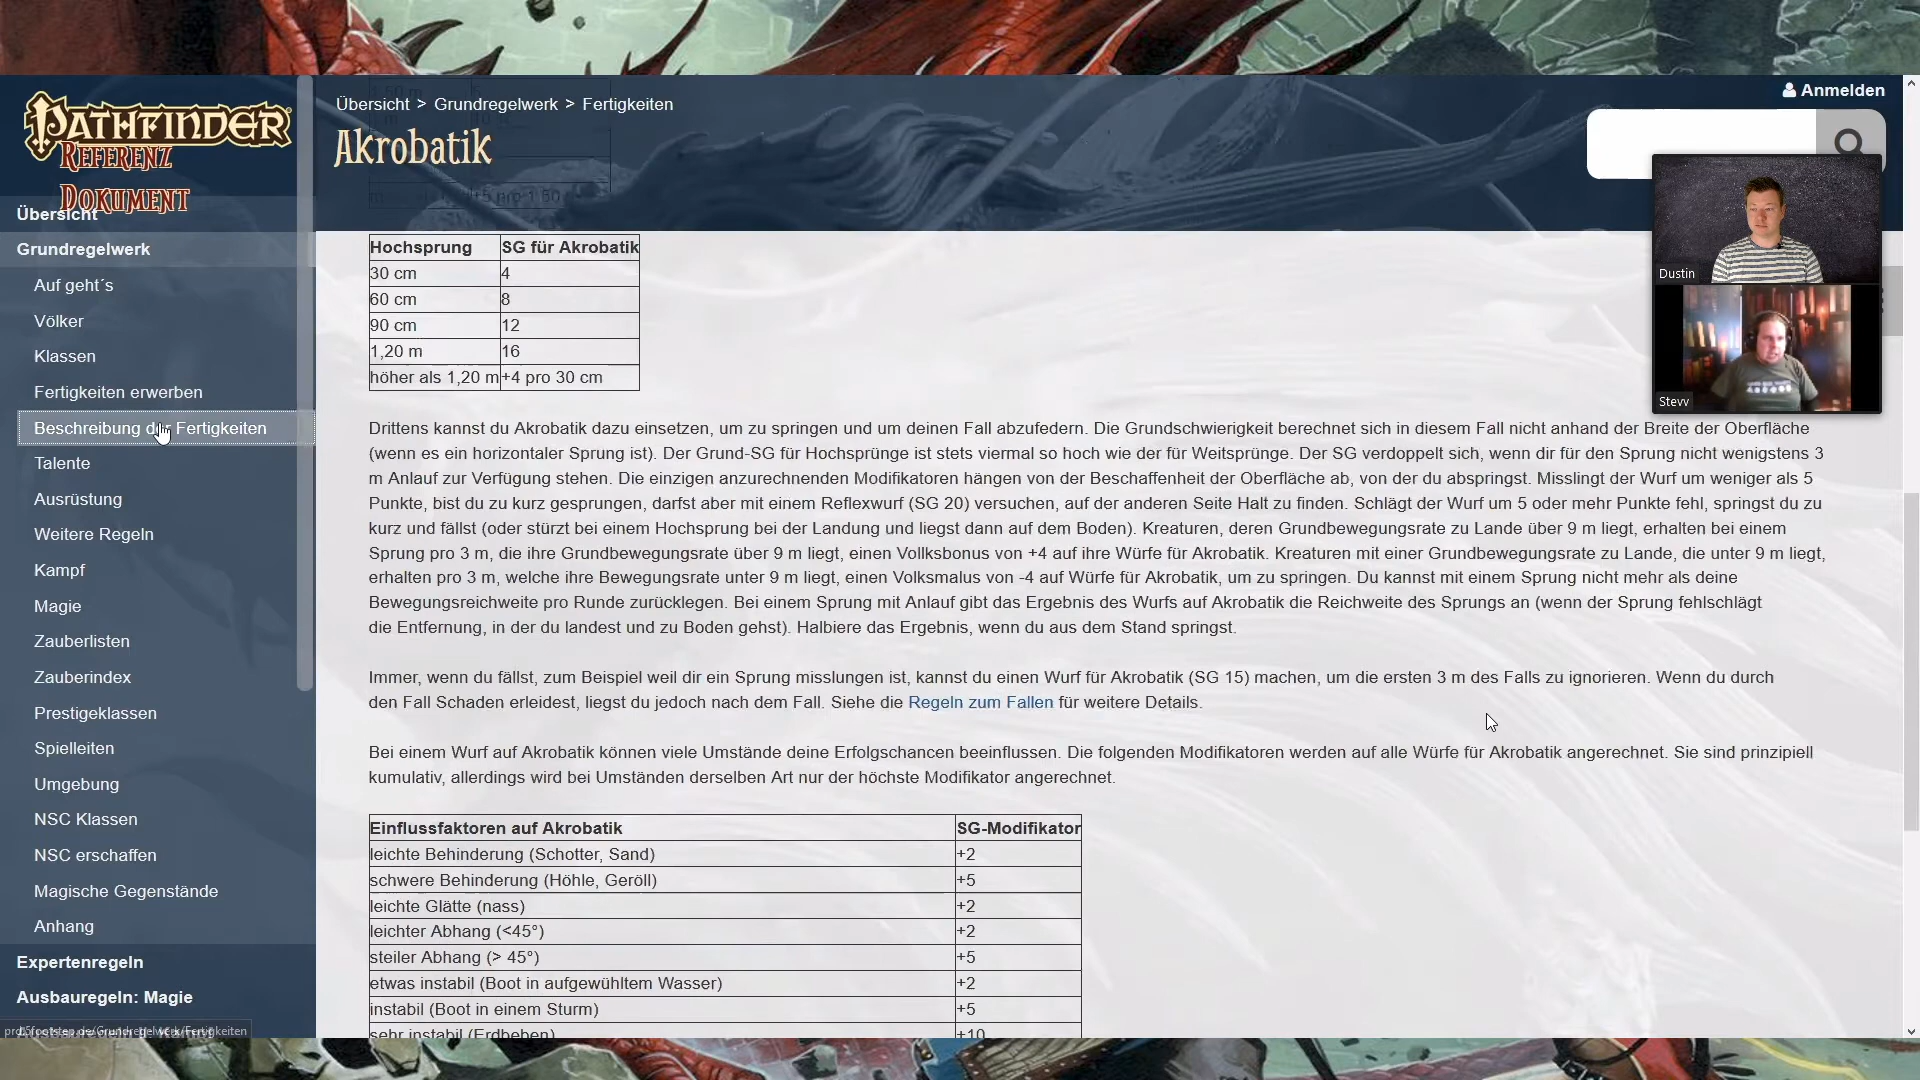 PATHFINDER
REFERENZ
DOKUMENT
Übersicht
Grundregelwerk
Auf geht´s
Völker
Klassen
Fertigkeiten erwerben
Beschreibung der Fertigkeiten
Talente
Ausrüstung
Weitere Regeln
Kampf
Magie
Zauberlisten
Zauberindex
Prestigeklassen
Spielleiten
Umgebung
NSC Klassen
NSC erschaffen
Magische Gegenstände
Anhang
Expertenregeln
Ausbauregeln: Magie
Übersicht > Grundregelwerk > Fertigkeiten
Anmelden
Akrobatik
Dustin
Stevv
Hochsprung SG für Akrobatik
30 cm 4
60 cm 8
90 cm 12
1,20 m 16
höher als 1,20 m +4 pro 30 cm
Drittens kannst du Akrobatik dazu einsetzen, um zu springen und um deinen Fall abzufedern. Die Grundschwierigkeit berechnet sich in diesem Fall nicht anhand der Breite der Oberfläche
(wenn es ein horizontaler Sprung ist). Der Grund-SG für Hochsprünge ist stets viermal so hoch wie der für Weitsprünge. Der SG verdoppelt sich, wenn dir für den Sprung nicht wenigstens 3
m Anlauf zur Verfügung stehen. Die einzigen anzurechnenden Modifikatoren hängen von der Beschaffenheit der Oberfläche ab, von der du abspringst. Misslingt der Wurf um weniger als 5
Punkte, bist du zu kurz gesprungen, darfst aber mit einem Reflexwurf (SG 20) versuchen, auf der anderen Seite Halt zu finden. Schlägt der Wurf um 5 oder mehr Punkte fehl, springst du zu
kurz und fällst (oder stürzt bei einem Hochsprung bei der Landung und liegst dann auf dem Boden). Kreaturen, deren Grundbewegungsrate zu Lande über 9 m liegt, erhalten bei einem
Sprung pro 3 m, die ihre Grundbewegungsrate über 9 m liegt, einen Vollksbonus von +4 auf ihre Würfe für Akrobatik. Kreaturen mit einer Grundbewegungsrate zu Lande, die unter 9 m liegt,
erhalten pro 3 m, welche ihre Bewegungsrate unter 9 m liegt, einen Volksmalus von -4 auf Würfe für Akrobatik, um zu springen. Du kannst mit einem Sprung nicht mehr als deine
Bewegungsreichweite pro Runde zurücklegen. Bei einem Sprung mit Anlauf gibt das Ergebnis des Wurfs auf Akrobatik die Reichweite des Sprungs an (wenn der Sprung fehlschlägt
die Entfernung, in der du landest und zu Boden gehst). Halbiere das Ergebnis, wenn du aus dem Stand springst.
Immer, wenn du fällst, zum Beispiel weil dir ein Sprung misslungen ist, kannst du einen Wurf für Akrobatik (SG 15) machen, um die ersten 3 m des Falls zu ignorieren. Wenn du durch
den Fall Schaden erleidest, liegst du jedoch nach dem Fall. Siehe die Regeln zum Fallen für weitere Details.
Bei einem Wurf auf Akrobatik können viele Umstände deine Erfolgschancen beeinflussen. Die folgenden Modifikatoren werden auf alle Würfe für Akrobatik angerechnet. Sie sind prinzipiell
kumulativ, allerdings wird bei Umständen derselben Art nur der höchste Modifikator angerechnet.
Einflussfaktoren auf Akrobatik SG-Modifikator
leichte Behinderung (Schotter, Sand) +2
schwere Behinderung (Höhle, Geröll) +5
leichte Glätte (nass) +2
leichter Abhang (<45°) +2
steiler Abhang (> 45°) +5
etwas instabil (Boot in aufgewühltem Wasser) +2
instabil (Boot in einem Sturm) +5
sehr instabil (Erdbeben) +10